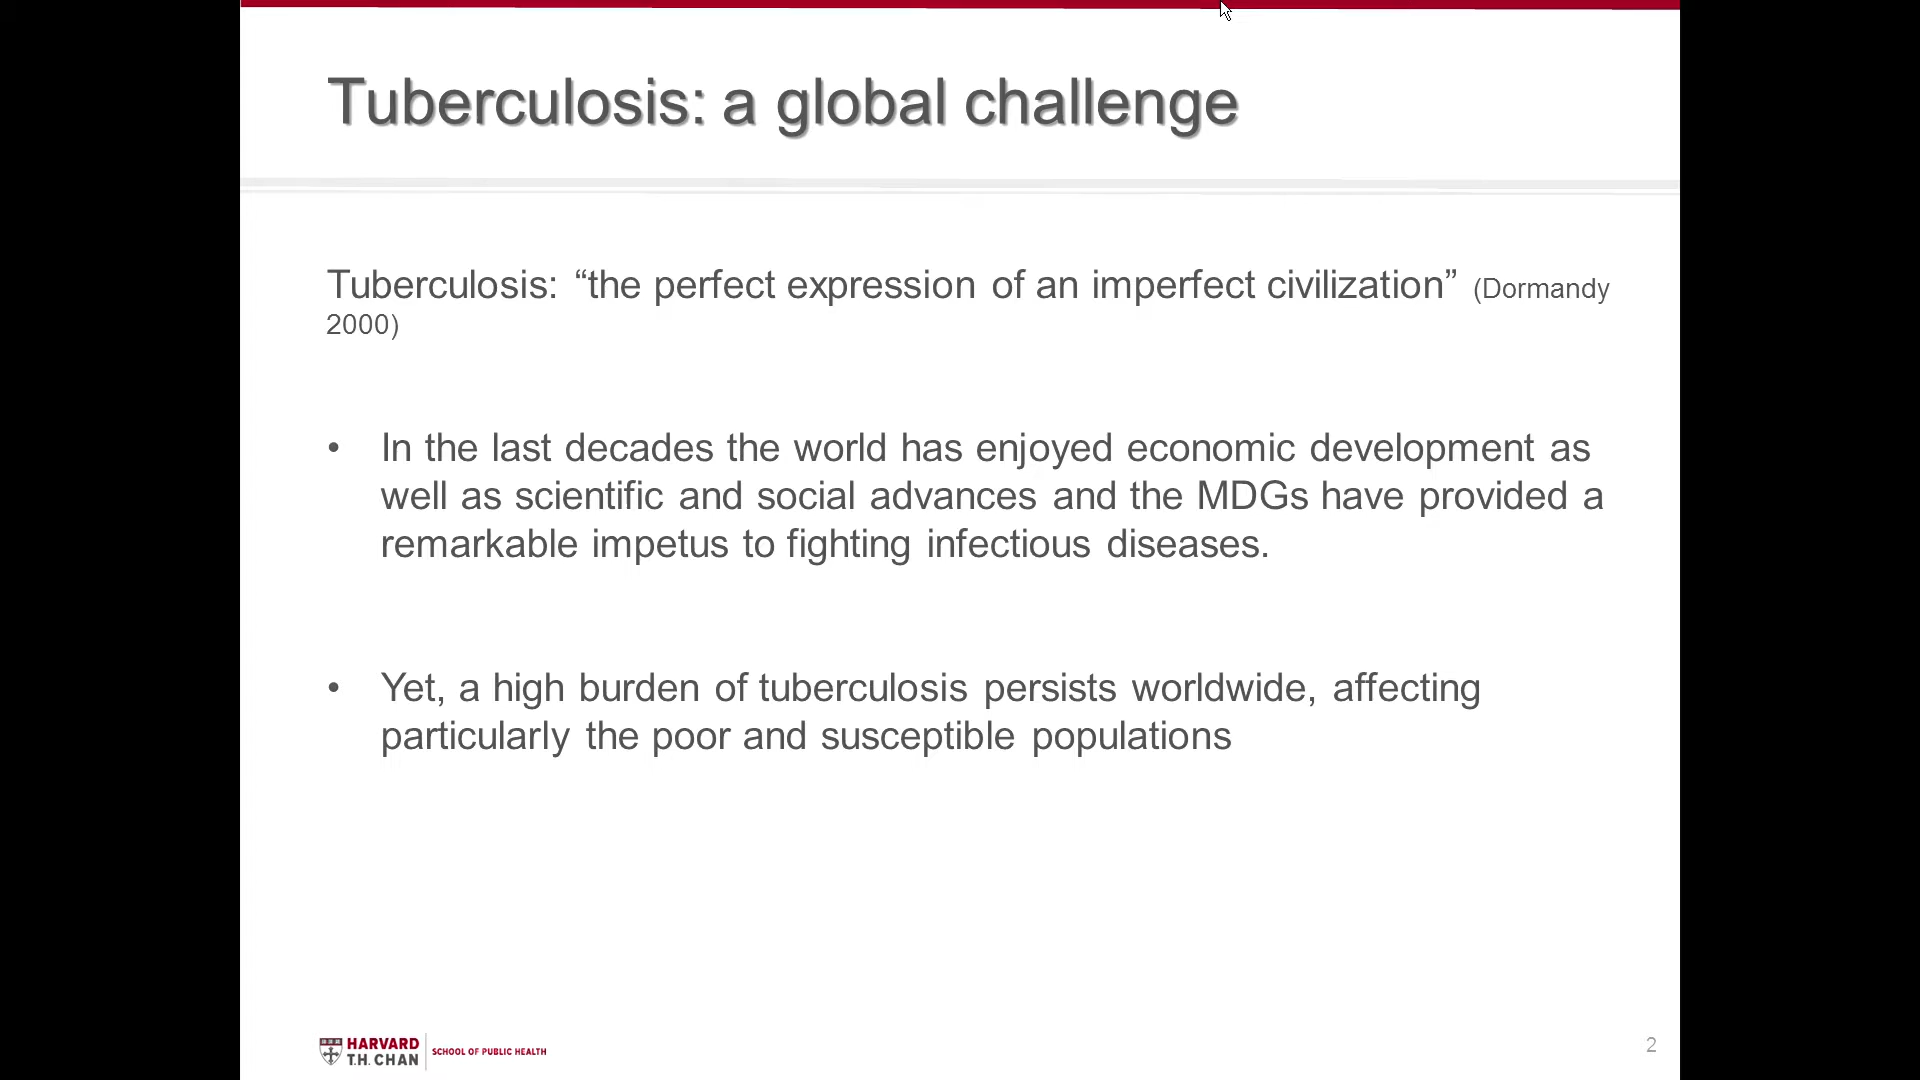 Tuberculosis: a global challenge
Tuberculosis: “the perfect expression of an imperfect civilization” (Dormandy
2000)
• In the last decades the world has enjoyed economic development as
well as scientific and social advances and the MDGs have provided a
remarkable impetus to fighting infectious diseases.
• Yet, a high burden of tuberculosis persists worldwide, affecting
particularly the poor and susceptible populations
HARVARD
T.H. CHAN
SCHOOL OF PUBLIC HEALTH
2